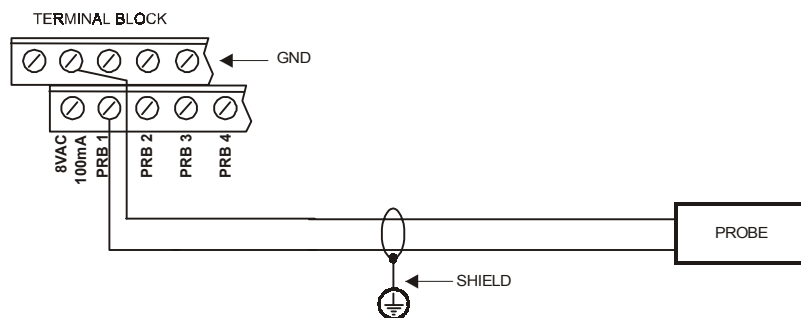 TERMINAL BLOCK
GND
8VAC
100mA
PRB 1
PRB 2
PRB 3
PRB 4
PROBE
SHIELD